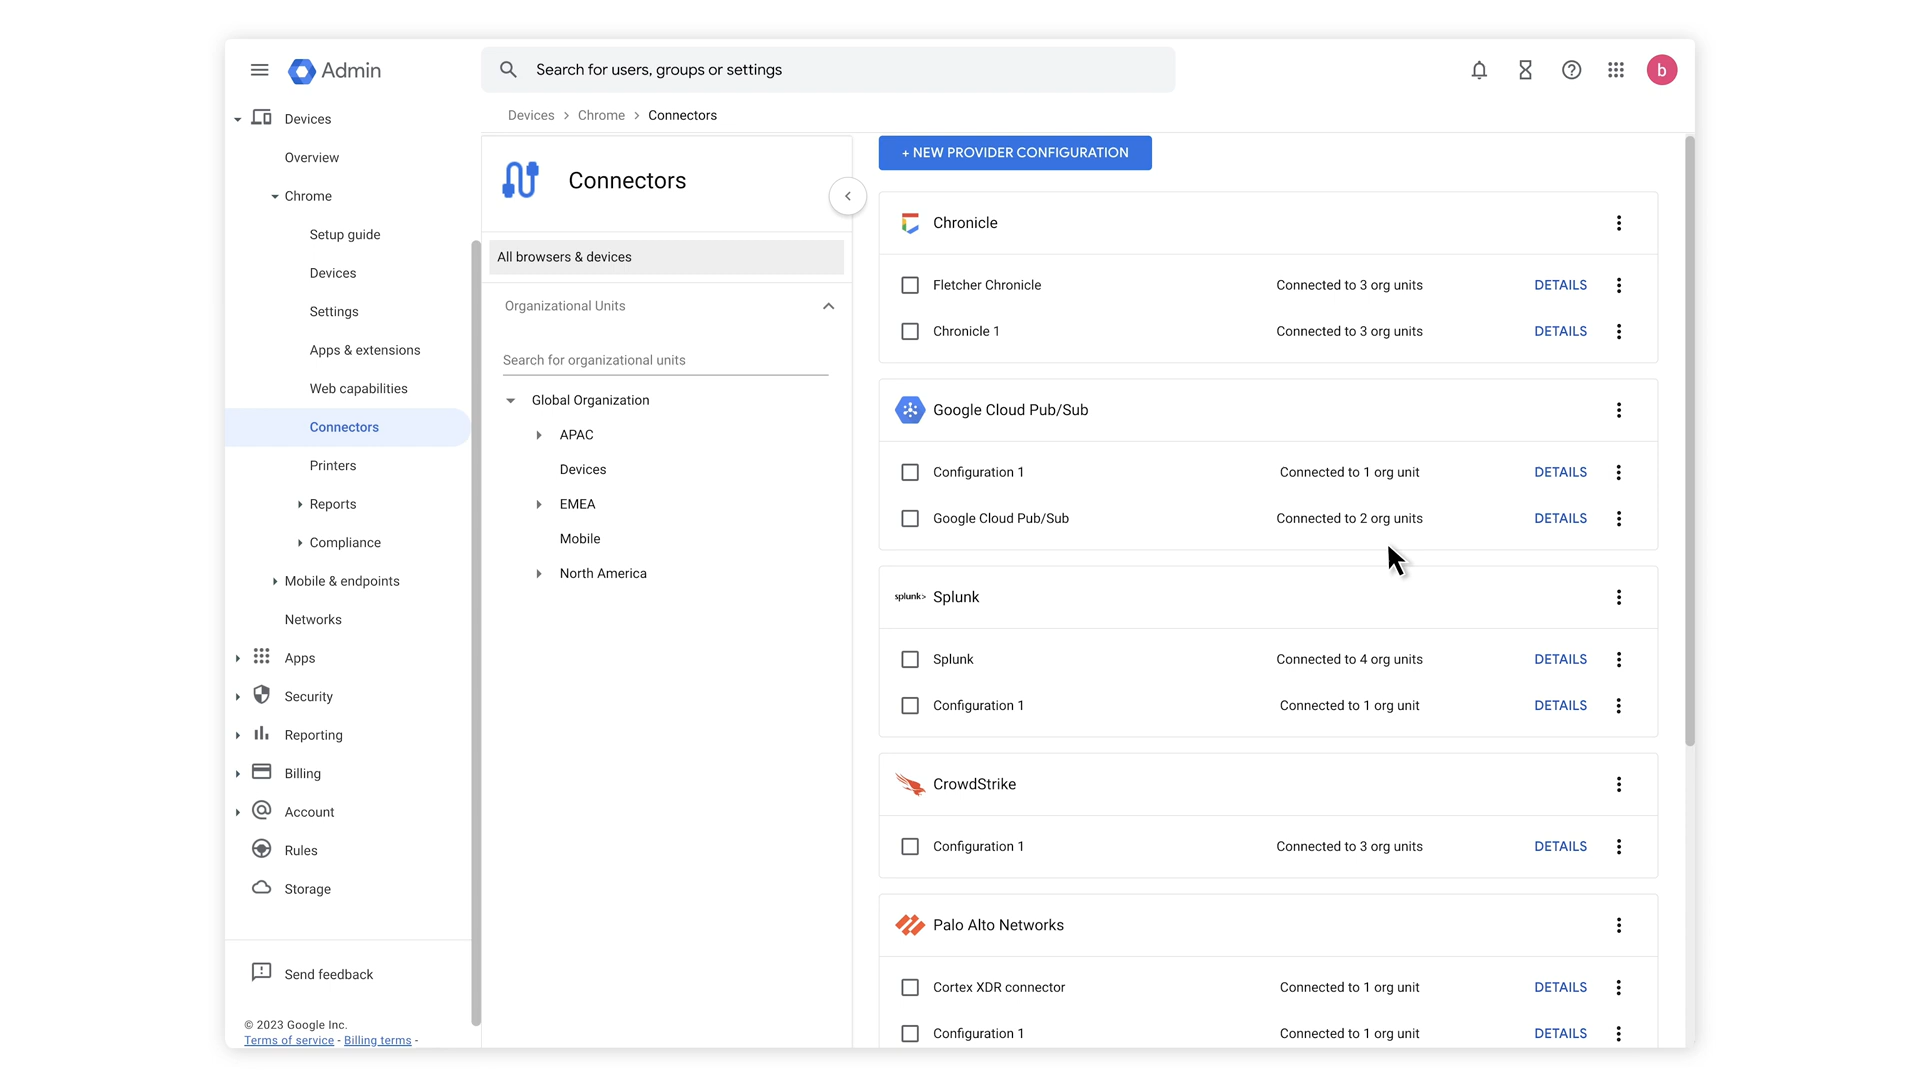 Admin
Search for users, groups or settings
b
Devices
Overview
Chrome
Setup guide
Devices
Settings
Apps & extensions
Web capabilities
Connectors
Printers
Reports
Compliance
Mobile & endpoints
Networks
Apps
Security
Reporting
Billing
Account
Rules
Storage
Send feedback
© 2023 Google Inc.
Terms of service - Billing terms -
Devices > Chrome > Connectors
Connectors
All browsers & devices
Organizational Units
Search for organizational units
Global Organization
APAC
Devices
EMEA
Mobile
North America
+ NEW PROVIDER CONFIGURATION
Chronicle
Fletcher Chronicle Connected to 3 org units DETAILS
Chronicle 1 Connected to 3 org units DETAILS
Google Cloud Pub/Sub
Configuration 1 Connected to 1 org unit DETAILS
Google Cloud Pub/Sub Connected to 2 org units DETAILS
splunk> Splunk
Splunk Connected to 4 org units DETAILS
Configuration 1 Connected to 1 org unit DETAILS
CrowdStrike
Configuration 1 Connected to 3 org units DETAILS
Palo Alto Networks
Cortex XDR connector Connected to 1 org unit DETAILS
Configuration 1 Connected to 1 org unit DETAILS